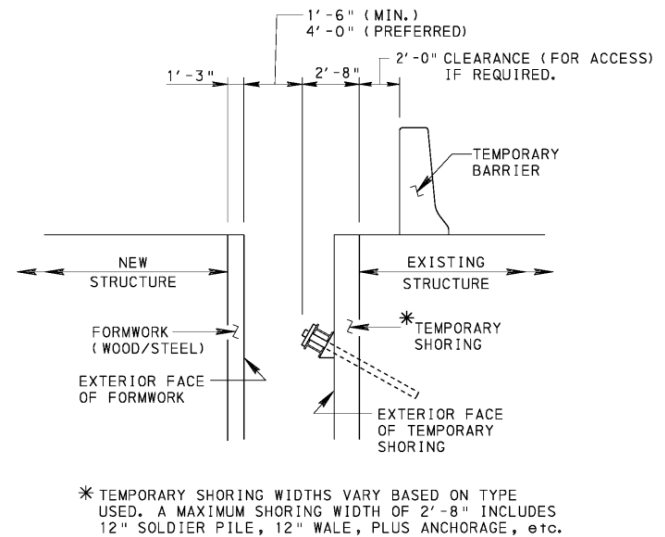 1'-6" (MIN.)
4'-0" (PREFERRED)
2'-0" CLEARANCE (FOR ACCESS)
IF REQUIRED.
1'-3"
2'-8"
TEMPORARY
BARRIER
NEW
STRUCTURE
EXISTING
STRUCTURE
FORMWORK
(WOOD/STEEL)
*TEMPORARY
SHORING
EXTERIOR FACE
OF FORMWORK
EXTERIOR FACE
OF TEMPORARY
SHORING
* TEMPORARY SHORING WIDTHS VARY BASED ON TYPE
USED. A MAXIMUM SHORING WIDTH OF 2'-8" INCLUDES
12" SOLDIER PILE, 12" WALE, PLUS ANCHORAGE, etc.